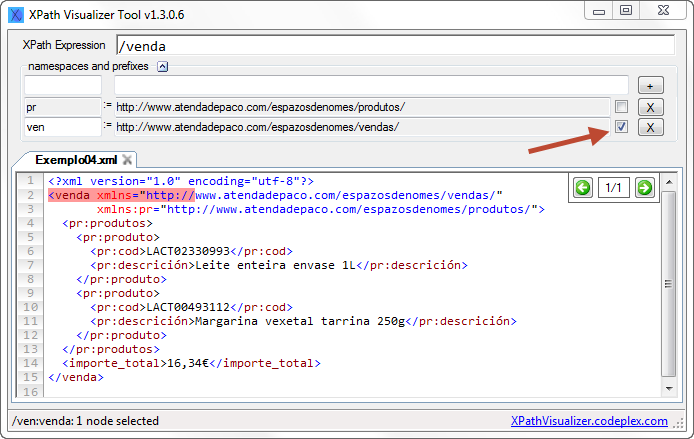 XPath Visualizer Tool v1.3.0.6
XPath Expression /venda
namespaces and prefixes
+
pr := http://www.atendadepaco.com/espazosdenomes/produtos/ X
ven := http://www.atendadepaco.com/espazosdenomes/vendas/ X
Exemplo04.xml
1 <?xml version="1.0" encoding="utf-8"?>
1/1
2 <venda xmlns="http://www.atendadepaco.com/espazosdenomes/vendas/"
3 xmlns:pr="http://www.atendadepaco.com/espazosdenomes/produtos/">
4 <pr:produtos>
5 <pr:produto>
6 <pr:cod>LACT02330993</pr:cod>
7 <pr:descrición>Leite enteira envase 1L</pr:descrición>
8 </pr:produto>
9 <pr:produto>
10 <pr:cod>LACT00493112</pr:cod>
11 <pr:descrición>Margarina vexetal tarrina 250g</pr:descrición>
12 </pr:produto>
13 </pr:produtos>
14 <importe_total>16,34€</importe_total>
15 </venda>
16
/ven:venda: 1 node selected XPathVisualizer.codeplex.com